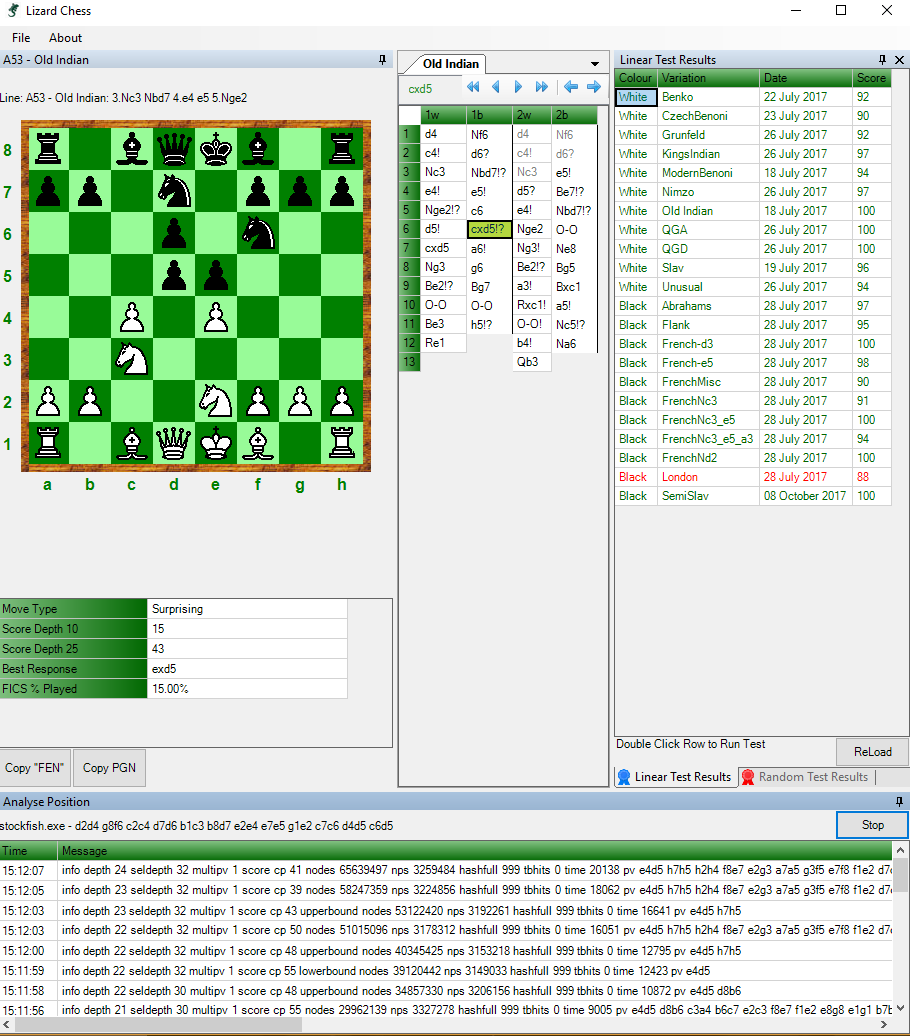 Lizard Chess
File About
A53 - Old Indian
Line: A53 - Old Indian: 3.Nc3 Nbd7 4.e4 e5 5.Nge2
8
7
6
5
4
3
2
1
a b c d e f g h
Move Type Surprising
Score Depth 10 15
Score Depth 25 43
Best Response exd5
FICS % Played 15.00%
Copy "FEN" Copy PGN
Old Indian
cxd5
1w 1b 2w 2b
1 d4 Nf6 d4 Nf6
2 c4! d6? c4! d6?
3 Nc3 Nbd7!? Nc3 e5!
4 e4! e5! d5? Be7!?
5 Nge2!? c6 e4! Nbd7!?
6 d5! cxd5!? Nge2 O-O
7 cxd5 a6! Ng3! Ne8
8 Ng3 g6 Be2!? Bg5
9 Be2!? Bg7 a3! Bxc1
10 O-O O-O Rxc1! a5!
11 Be3 h5!? O-O! Nc5!?
12 Re1 b4! Na6
13 Qb3
Linear Test Results
Colour Variation Date Score
White Benko 22 July 2017 92
White CzechBenoni 23 July 2017 90
White Grunfeld 26 July 2017 92
White KingsIndian 26 July 2017 97
White ModernBenoni 18 July 2017 94
White Nimzo 26 July 2017 97
White Old Indian 18 July 2017 100
White QGA 26 July 2017 100
White QGD 26 July 2017 100
White Slav 19 July 2017 96
White Unusual 26 July 2017 94
Black Abrahams 28 July 2017 97
Black Flank 28 July 2017 95
Black French-d3 28 July 2017 100
Black French-e5 28 July 2017 98
Black FrenchMisc 28 July 2017 90
Black FrenchNc3 28 July 2017 91
Black FrenchNc3_e5 28 July 2017 100
Black FrenchNc3_e5_a3 28 July 2017 94
Black FrenchNd2 28 July 2017 100
Black London 28 July 2017 88
Black SemiSlav 08 October 2017 100
Double Click Row to Run Test
ReLoad
Linear Test Results Random Test Results
Analyse Position
stockfish.exe - d2d4 g8f6 c2c4 d7d6 b1c3 b8d7 e2e4 e7e5 g1e2 c7c6 d4d5 c6d5
Stop
Time Message
15:12:07 info depth 24 seldepth 32 multipv 1 score cp 41 nodes 65639497 nps 3259484 hashfull 999 tbhits 0 time 20138 pv e4d5 h7h5 h2h4 f8e7 e2g3 a7a5 g3f5 e7f8 f1e2 d7c
15:12:05 info depth 23 seldepth 32 multipv 1 score cp 39 nodes 58247359 nps 3224856 hashfull 999 tbhits 0 time 18062 pv e4d5 h7h5 h2h4 f8e7 e2g3 a7a5 g3f5 e7f8 f1e2 d7c
15:12:03 info depth 23 seldepth 32 multipv 1 score cp 43 upperbound nodes 53122420 nps 3192261 hashfull 999 tbhits 0 time 16641 pv e4d5 h7h5
15:12:03 info depth 22 seldepth 32 multipv 1 score cp 50 nodes 51015096 nps 3178312 hashfull 999 tbhits 0 time 16051 pv e4d5 h7h5 h2h4 f8e7 e2g3 a7a5 g3f5 e7f8 f1e2 d7c
15:12:00 info depth 22 seldepth 32 multipv 1 score cp 48 upperbound nodes 40345425 nps 3153218 hashfull 999 tbhits 0 time 12795 pv e4d5 h7h5
15:11:59 info depth 22 seldepth 32 multipv 1 score cp 55 lowerbound nodes 39120442 nps 3149033 hashfull 999 tbhits 0 time 12423 pv e4d5
15:11:58 info depth 22 seldepth 30 multipv 1 score cp 48 upperbound nodes 34857330 nps 3206156 hashfull 999 tbhits 0 time 10872 pv e4d5 d8b6
15:11:56 info depth 21 seldepth 30 multipv 1 score cp 55 nodes 29962139 nps 3327278 hashfull 999 tbhits 0 time 9005 pv e4d5 d8b6 c3a4 b6c7 e2c3 f8e7 f1e2 e8g8 e1g1 b7b